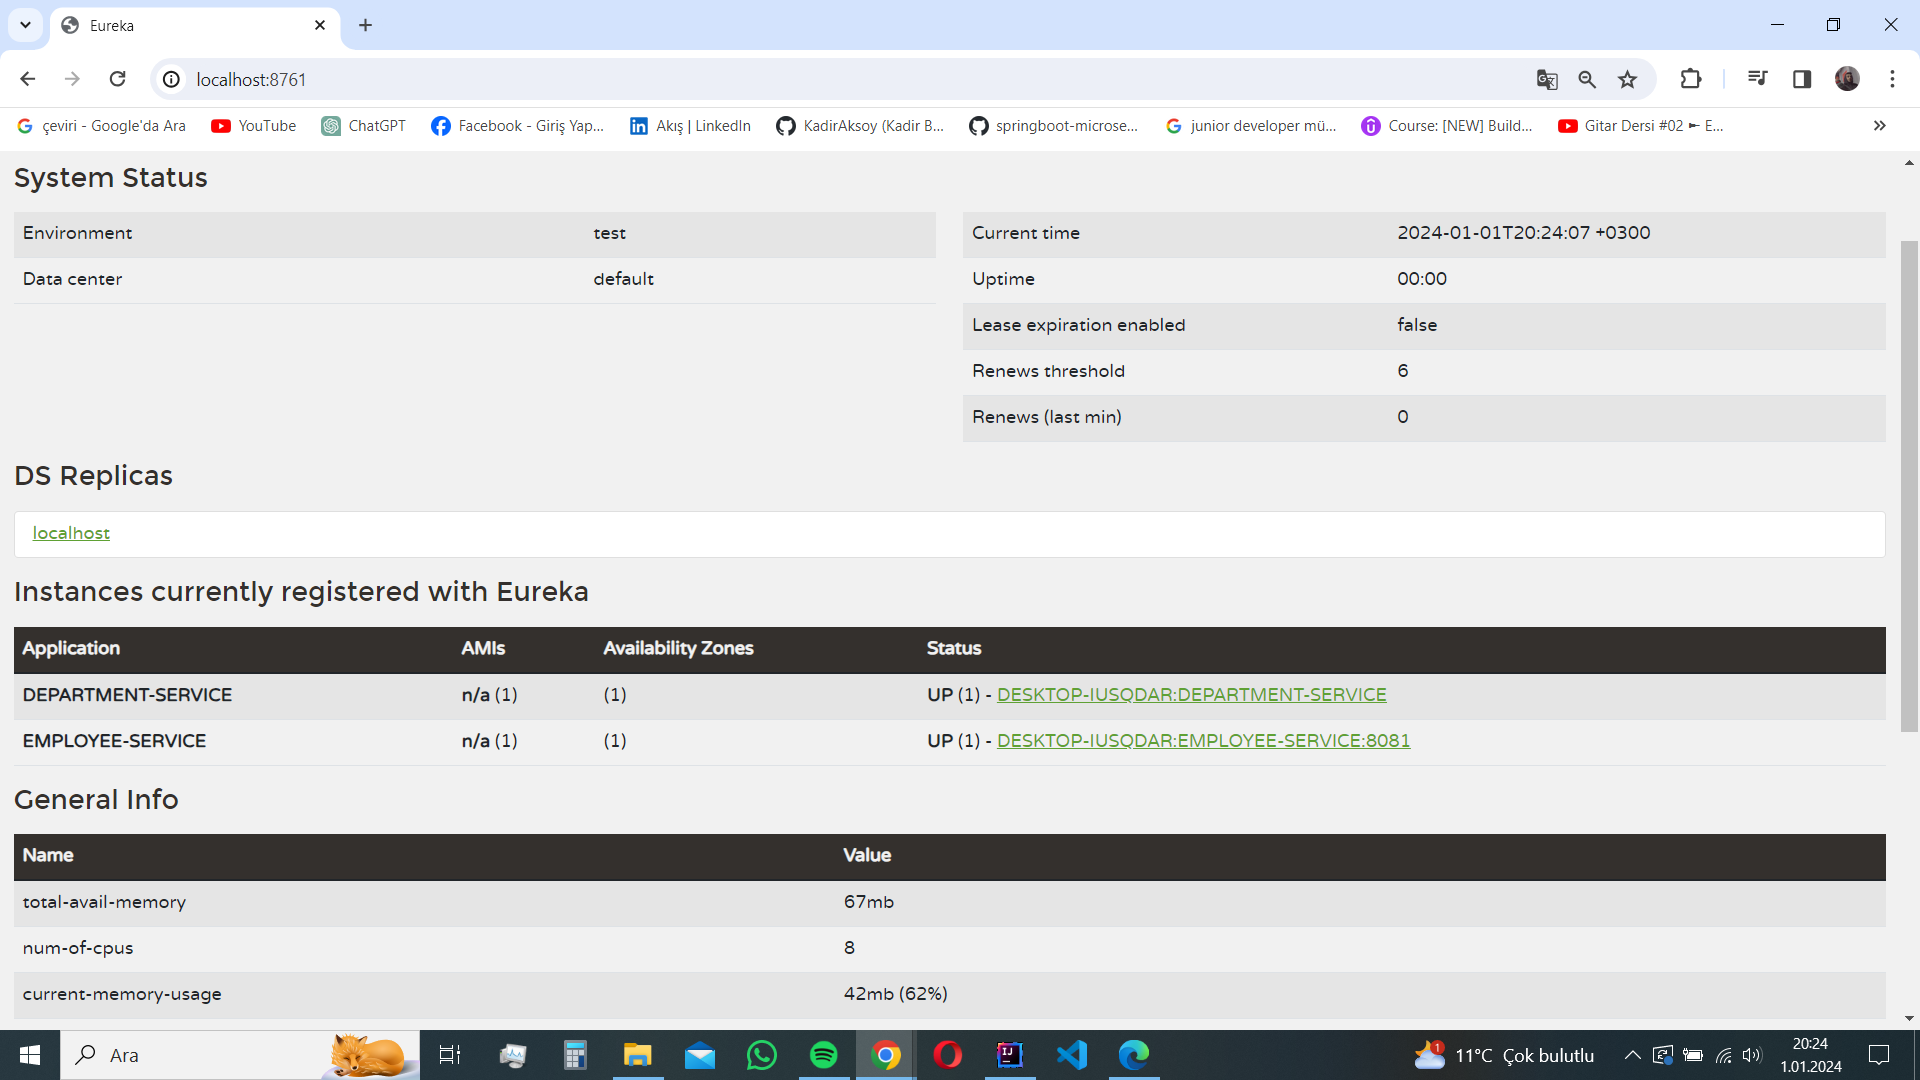 Eureka
localhost:8761
çeviri - Google'da Ara YouTube ChatGPT Facebook - Giriş Yap... Akış | LinkedIn KadirAksoy (Kadir B... springboot-microse... junior developer mü... Course: [NEW] Build... Gitar Dersi #02 ► E...
System Status
Environment test
Data center default
Current time 2024-01-01T20:24:07 +0300
Uptime 00:00
Lease expiration enabled false
Renews threshold 6
Renews (last min) 0
DS Replicas
localhost
Instances currently registered with Eureka
Application AMIs Availability Zones Status
DEPARTMENT-SERVICE n/a (1) (1) UP (1) - DESKTOP-IUSQDAR:DEPARTMENT-SERVICE
EMPLOYEE-SERVICE n/a (1) (1) UP (1) - DESKTOP-IUSQDAR:EMPLOYEE-SERVICE:8081
General Info
Name Value
total-avail-memory 67mb
num-of-cpus 8
current-memory-usage 42mb (62%)
Ara 1 11°C Çok bulutlu 20:24
1.01.2024